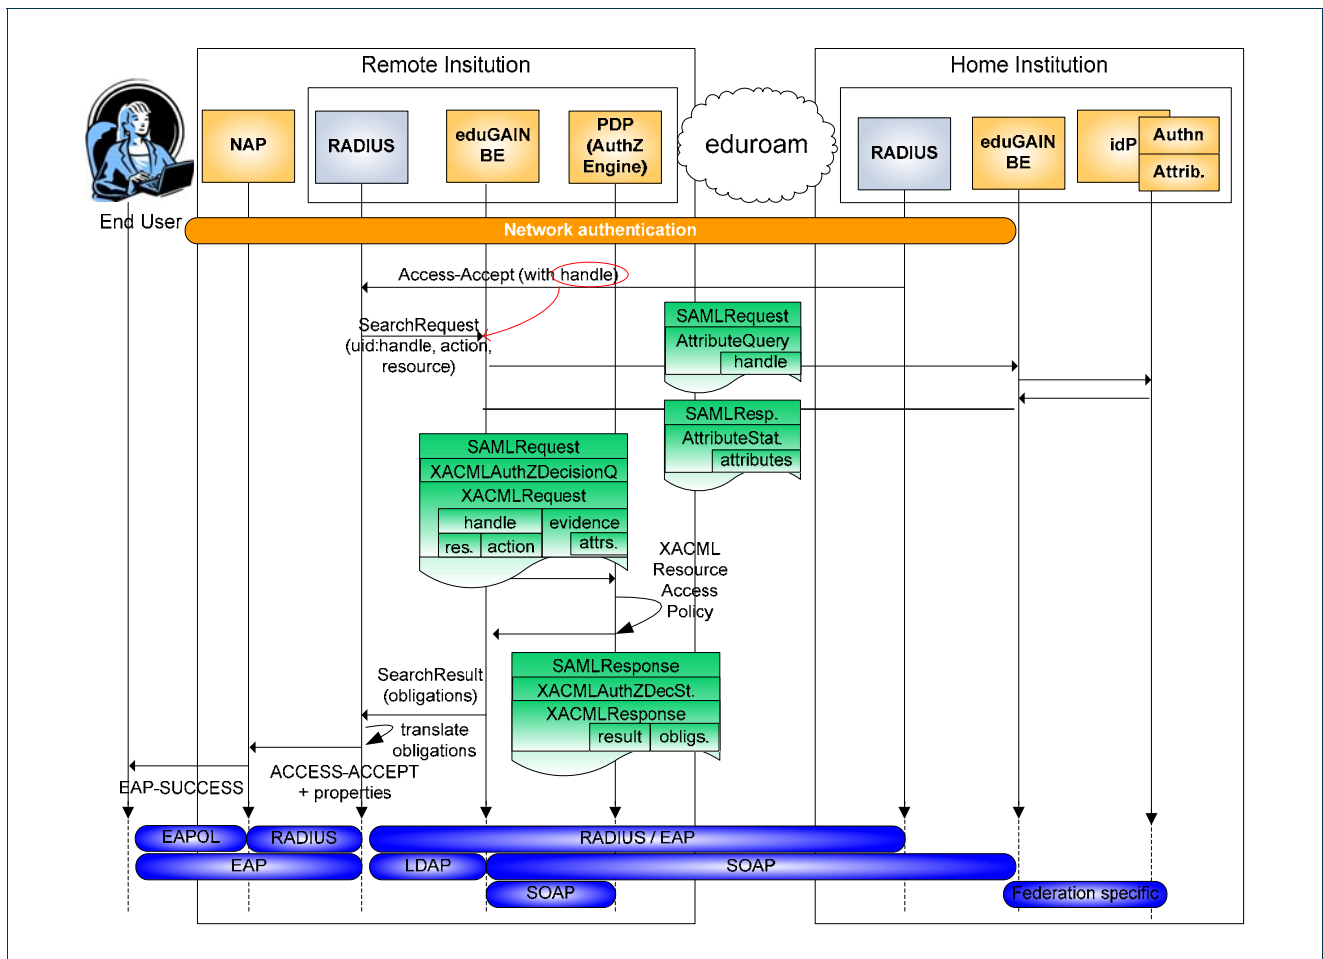 Remote Insitution
Home Institution
NAP
RADIUS
eduGAIN
BE
PDP
(AuthZ
Engine)
eduroam
RADIUS
eduGAIN
BE
idP
Authn
Attrib.
End User
Network authentication
Access-Accept (with handle)
SearchRequest
(uid:handle, action,
resource)
SAMLRequest
AttributeQuery
handle
SAMLResp.
AttributeStat.
attributes
SAMLRequest
XACMLAuthZDecisionQ
XACMLRequest
handle
evidence
res.
action
attrs.
XACML
Resource
Access
Policy
SAMLResponse
XACMLAuthZDecSt.
XACMLResponse
result
obligs.
SearchResult
(obligations)
translate
obligations
ACCESS-ACCEPT
+ properties
EAP-SUCCESS
EAPOL
RADIUS
RADIUS / EAP
EAP
LDAP
SOAP
SOAP
Federation specific